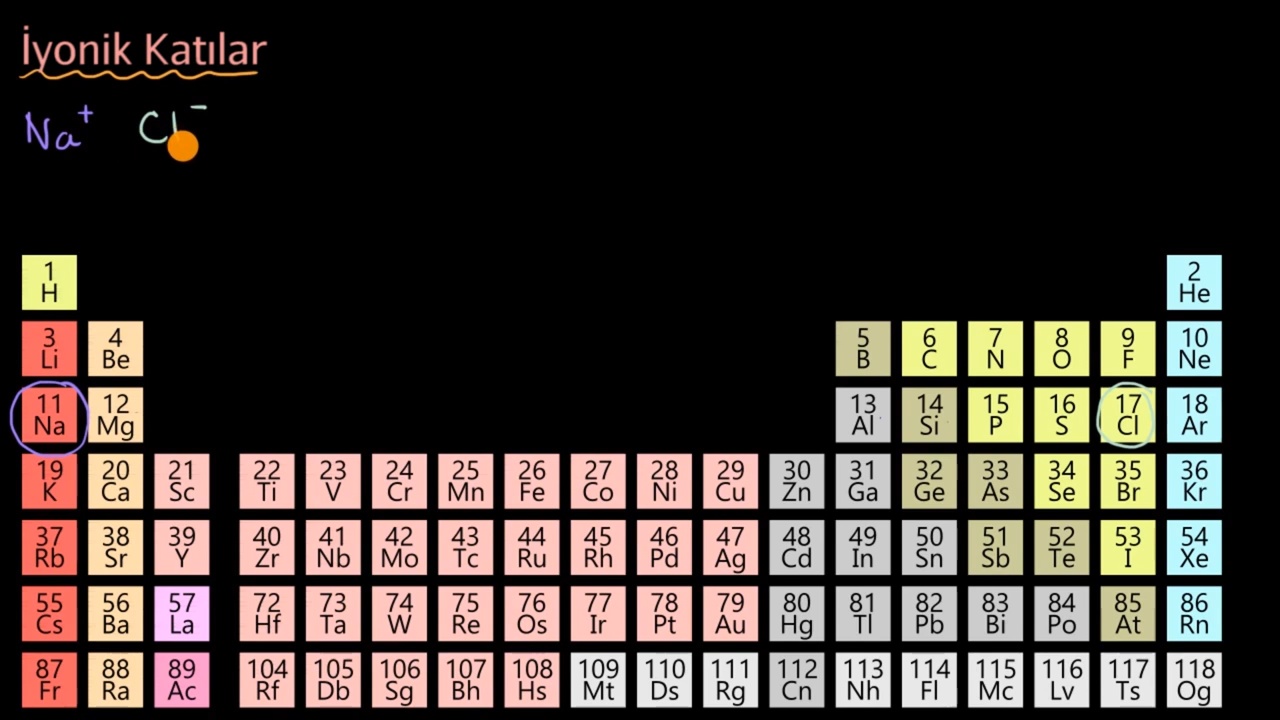 İyonik Katılar
Na⁺ Cl⁻
1 2
H He
3 4 5 6 7 8 9 10
Li Be B C N O F Ne
11 12 13 14 15 16 17 18
Na Mg Al Si P S Cl Ar
19 20 21 22 23 24 25 26 27 28 29 30 31 32 33 34 35 36
K Ca Sc Ti V Cr Mn Fe Co Ni Cu Zn Ga Ge As Se Br Kr
37 38 39 40 41 42 43 44 45 46 47 48 49 50 51 52 53 54
Rb Sr Y Zr Nb Mo Tc Ru Rh Pd Ag Cd In Sn Sb Te I Xe
55 56 57 72 73 74 75 76 77 78 79 80 81 82 83 84 85 86
Cs Ba La Hf Ta W Re Os Ir Pt Au Hg Tl Pb Bi Po At Rn
87 88 89 104 105 106 107 108 109 110 111 112 113 114 115 116 117 118
Fr Ra Ac Rf Db Sg Bh Hs Mt Ds Rg Cn Nh Fl Mc Lv Ts Og